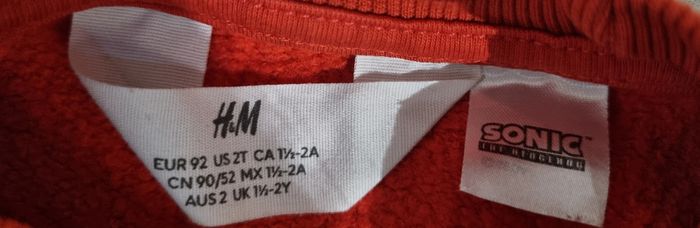 H&M
EUR 92 US 2T CA 1½-2A
CN 90/52 MX 1½-2A
AUS 2 UK 1½-2Y
SONIC™
THE HEDGEHOG